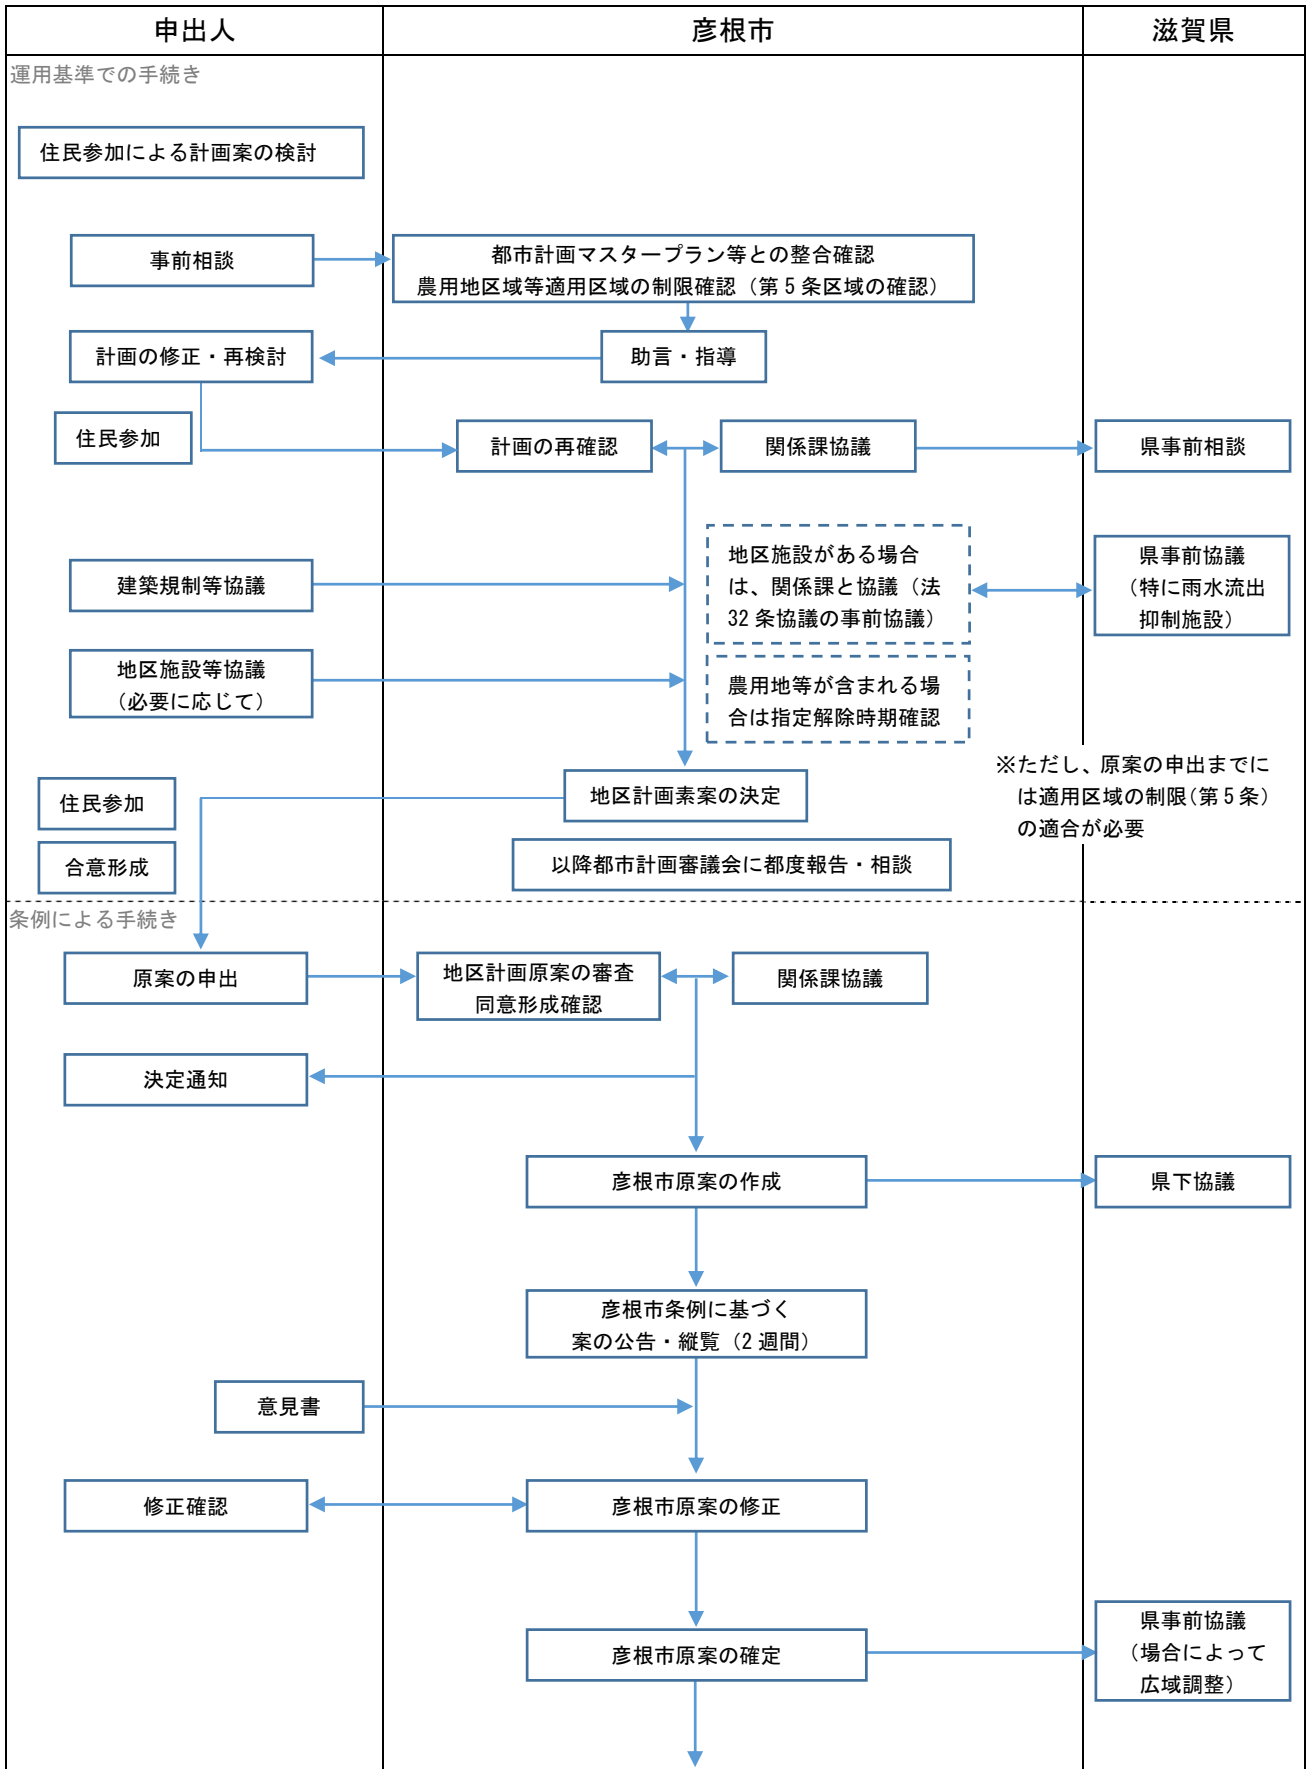 申出人
彦根市
滋賀県
運用基準での手続き
住民参加による計画案の検討
事前相談
都市計画マスタープラン等との整合確認
農用地区域等適用区域の制限確認（第5条区域の確認）
計画の修正・再検討
助言・指導
住民参加
計画の再確認
関係課協議
県事前相談
建築規制等協議
地区施設がある場合
は、関係課と協議（法
32条協議の事前協議）
県事前協議
（特に雨水流出
抑制施設）
地区施設等協議
（必要に応じて）
農用地等が含まれる場
合は指定解除時期確認
※ただし、原案の申出までに
は適用区域の制限（第5条）
の適合が必要
住民参加
地区計画素案の決定
合意形成
以降都市計画審議会に都度報告・相談
条例による手続き
原案の申出
地区計画原案の審査
同意形成確認
関係課協議
決定通知
彦根市原案の作成
県下協議
彦根市条例に基づく
案の公告・縦覧（2週間）
意見書
修正確認
彦根市原案の修正
彦根市原案の確定
県事前協議
（場合によって
広域調整）